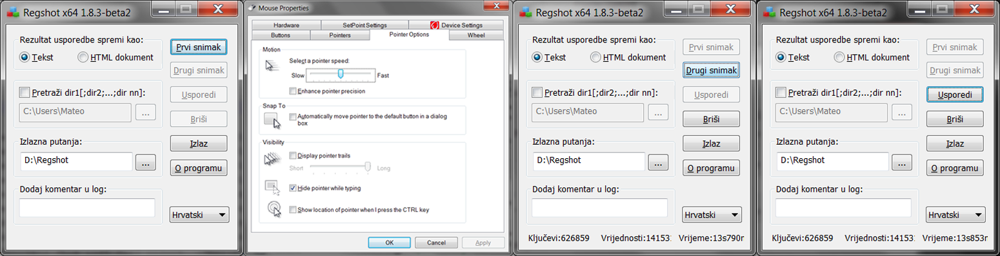 Regshot x64 1.8.3-beta2
Rezultat usporedbe spremi kao:
Tekst
HTML dokument
Prvi snimak
Drugi snimak
Pretraži dir1[;dir2;...;dir nn]:
C:\Users\Mateo
...
Usporedi
Briši
Izlazna putanja:
D:\Regshot
...
Izlaz
O programu
Dodaj komentar u log:
Hrvatski
Mouse Properties
Hardware
SetPoint Settings
Device Settings
Buttons
Pointers
Pointer Options
Wheel
Motion
Select a pointer speed:
Slow
Fast
Enhance pointer precision
Snap To
Automatically move pointer to the default button in a dialog
box
Visibility
Display pointer trails
Short
Long
Hide pointer while typing
Show location of pointer when I press the CTRL key
OK
Cancel
Apply
Regshot x64 1.8.3-beta2
Rezultat usporedbe spremi kao:
Tekst
HTML dokument
Prvi snimak
Drugi snimak
Pretraži dir1[;dir2;...;dir nn]:
C:\Users\Mateo
...
Usporedi
Briši
Izlazna putanja:
D:\Regshot
...
Izlaz
O programu
Dodaj komentar u log:
Hrvatski
Ključevi:626859
Vrijednosti:14153
Vrijeme:13s790
Regshot x64 1.8.3-beta2
Rezultat usporedbe spremi kao:
Tekst
HTML dokument
Prvi snimak
Drugi snimak
Pretraži dir1[;dir2;...;dir nn]:
C:\Users\Mateo
...
Usporedi
Briši
Izlazna putanja:
D:\Regshot
...
Izlaz
O programu
Dodaj komentar u log:
Hrvatski
Ključevi:626859
Vrijednosti:14153
Vrijeme:13s853